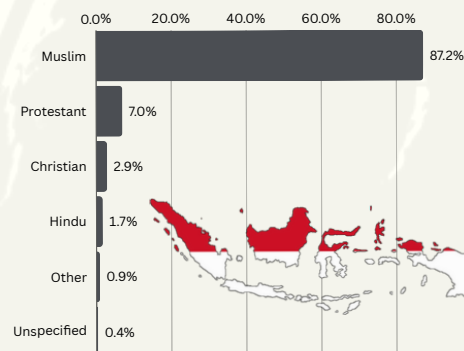 0.0% 20.0% 40.0% 60.0% 80.0%
Muslim 87.2%
Protestant 7.0%
Christian 2.9%
Hindu 1.7%
Other 0.9%
Unspecified 0.4%